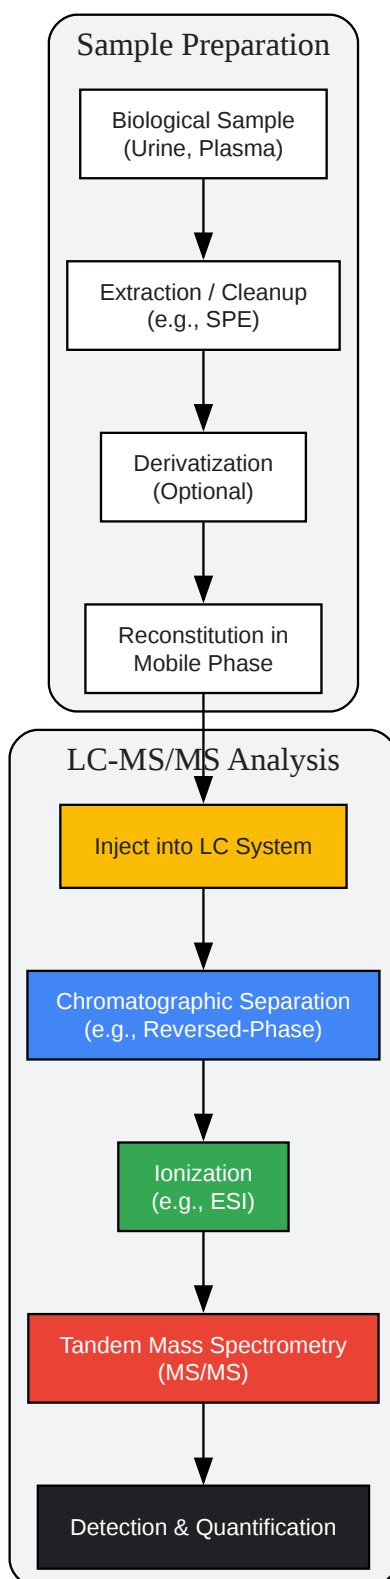 Sample Preparation
Biological Sample
(Urine, Plasma)
Extraction / Cleanup
(e.g., SPE)
Derivatization
(Optional)
Reconstitution in
Mobile Phase
LC-MS/MS Analysis
Inject into LC System
Chromatographic Separation
(e.g., Reversed-Phase)
Ionization
(e.g., ESI)
Tandem Mass Spectrometry
(MS/MS)
Detection & Quantification